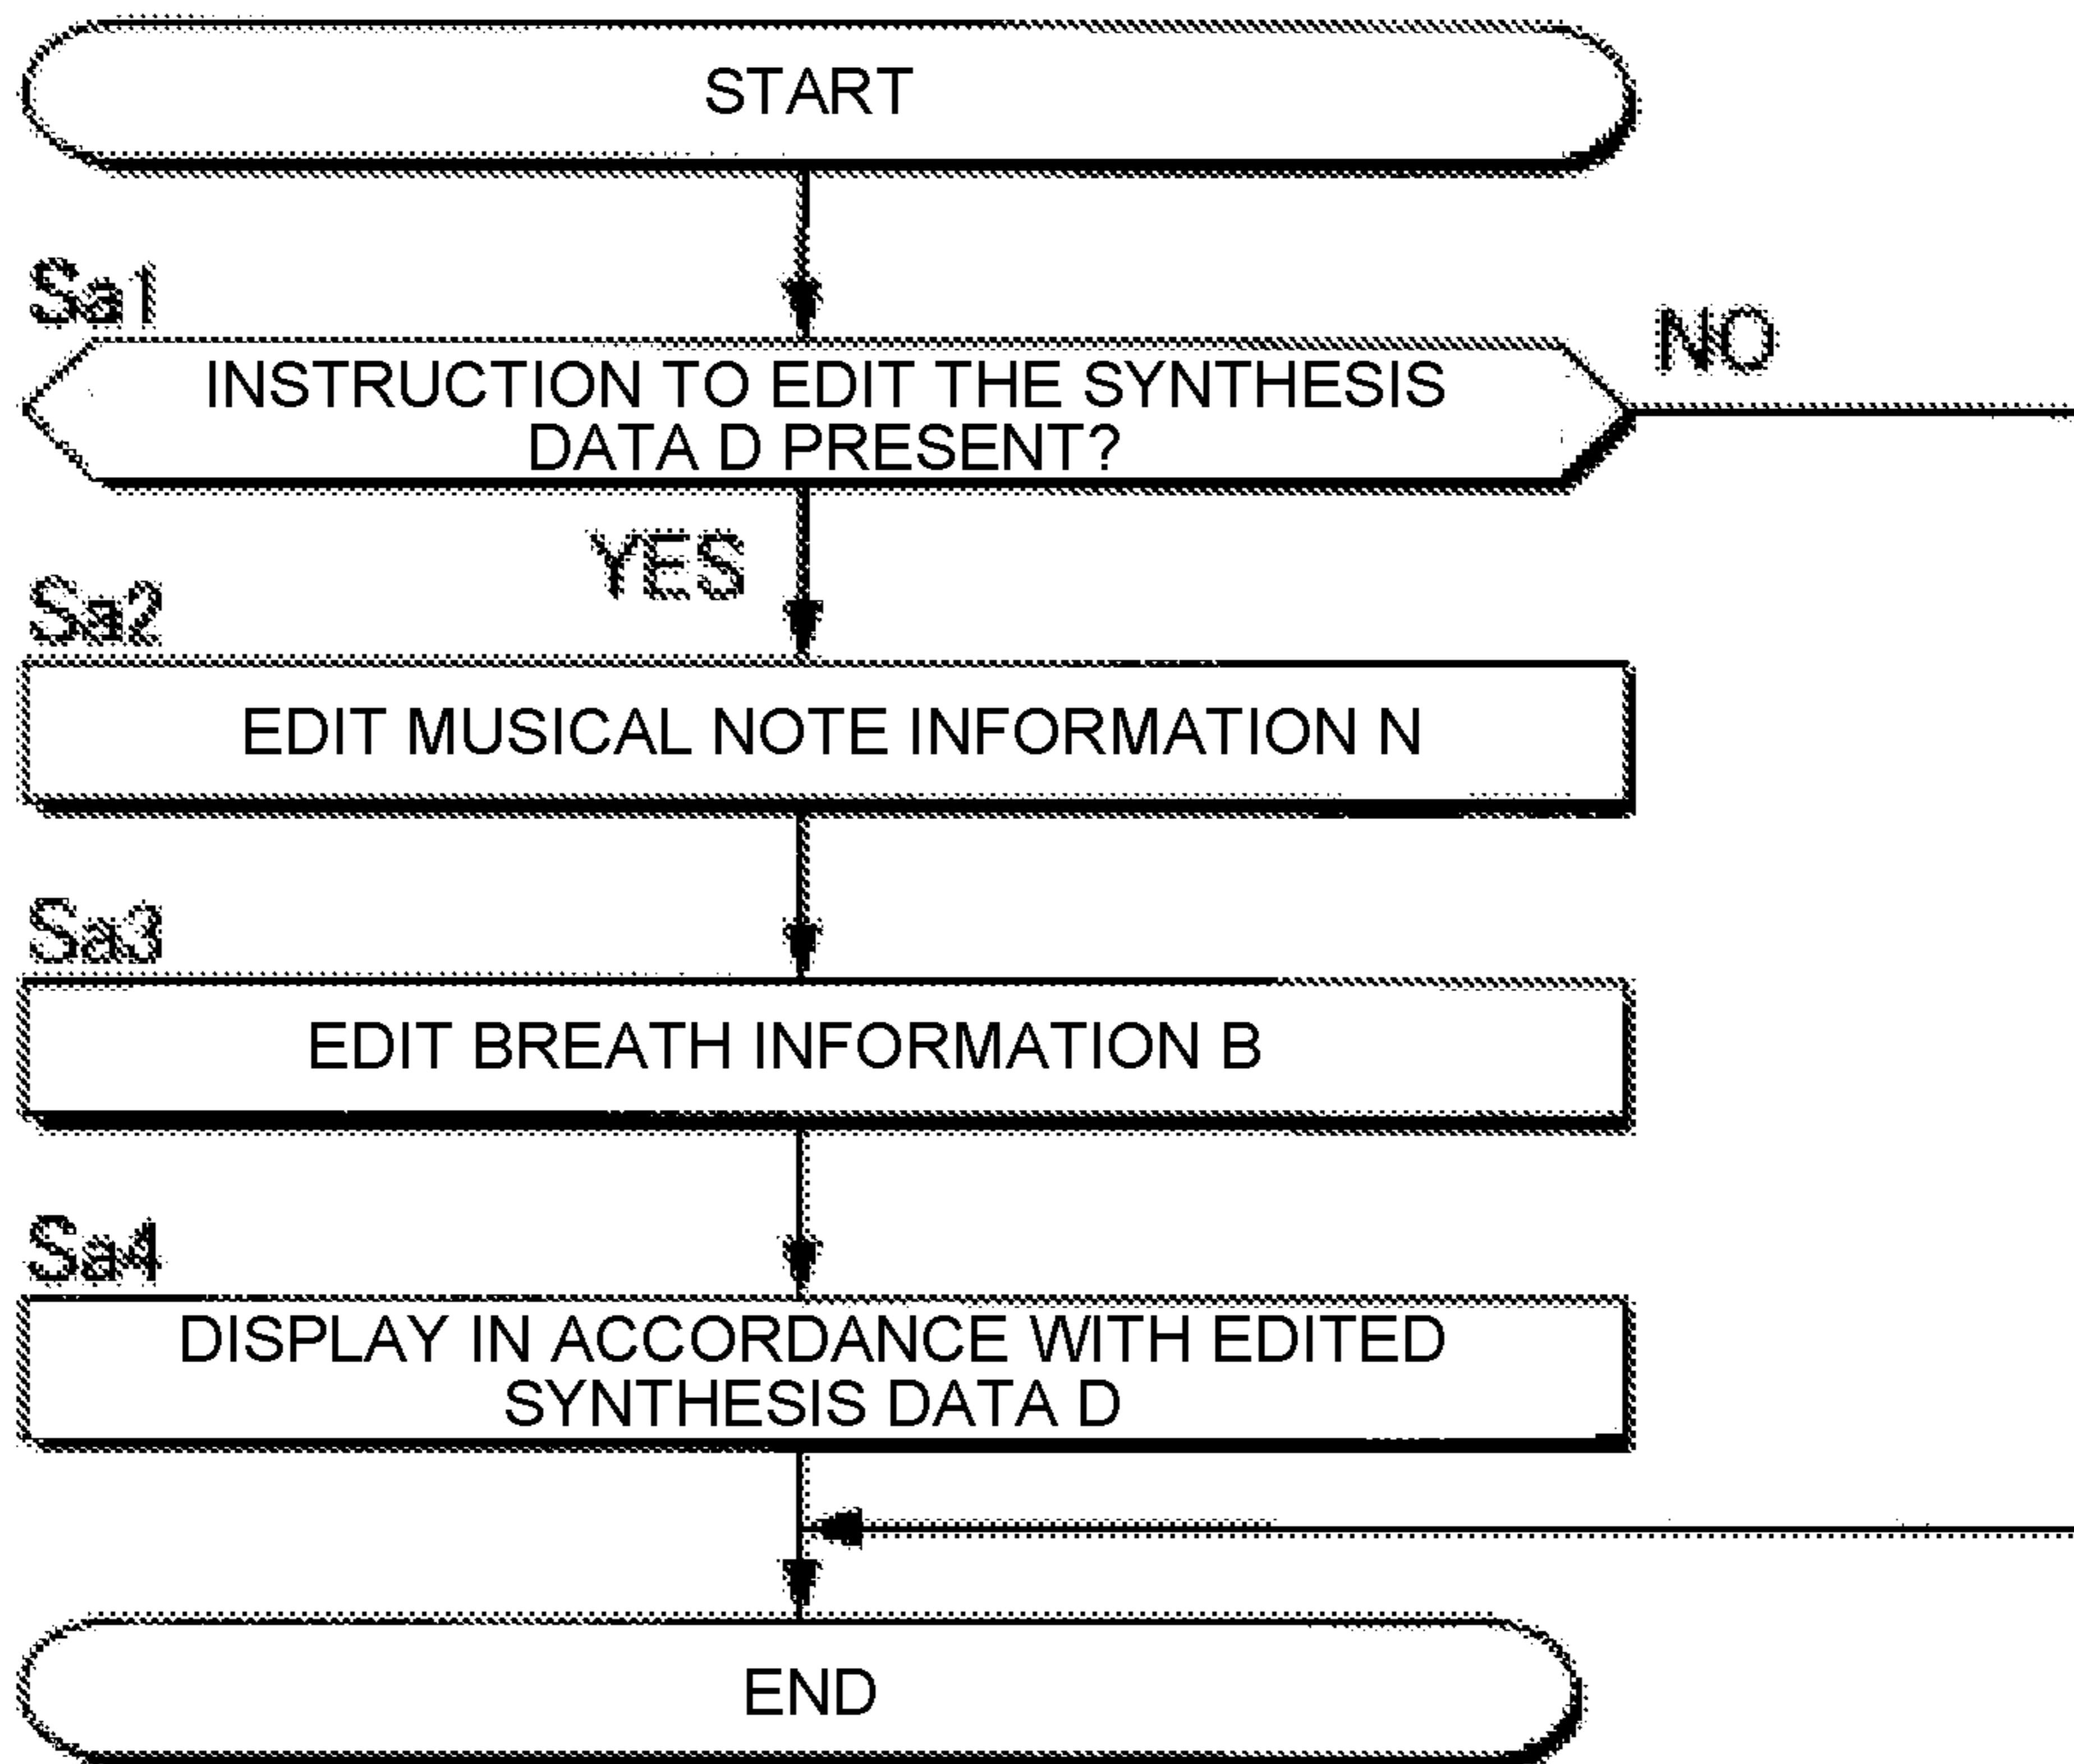 START
Sa1
NO
INSTRUCTION TO EDIT THE SYNTHESIS
DATA D PRESENT?
YES
Sa2
EDIT MUSICAL NOTE INFORMATION N
Sa3
EDIT BREATH INFORMATION B
Sa4
DISPLAY IN ACCORDANCE WITH EDITED
SYNTHESIS DATA D
END